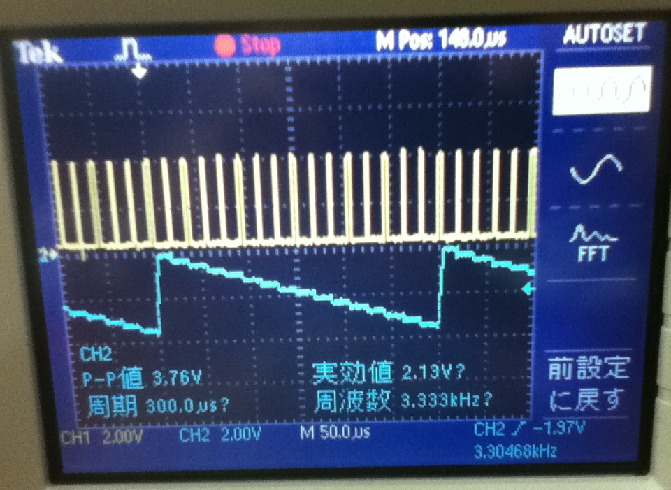 Tek Stop M Pos: 148.0µs AUTOSET
FFT
2
CH2
P-P値 3.76V 実効値 2.13V?
周期 300.0µs? 周波数 3.333kHz?
前設定
に戻す
CH1 2.00V CH2 2.00V M 50.0µs CH2 -1.97V
3.30468kHz